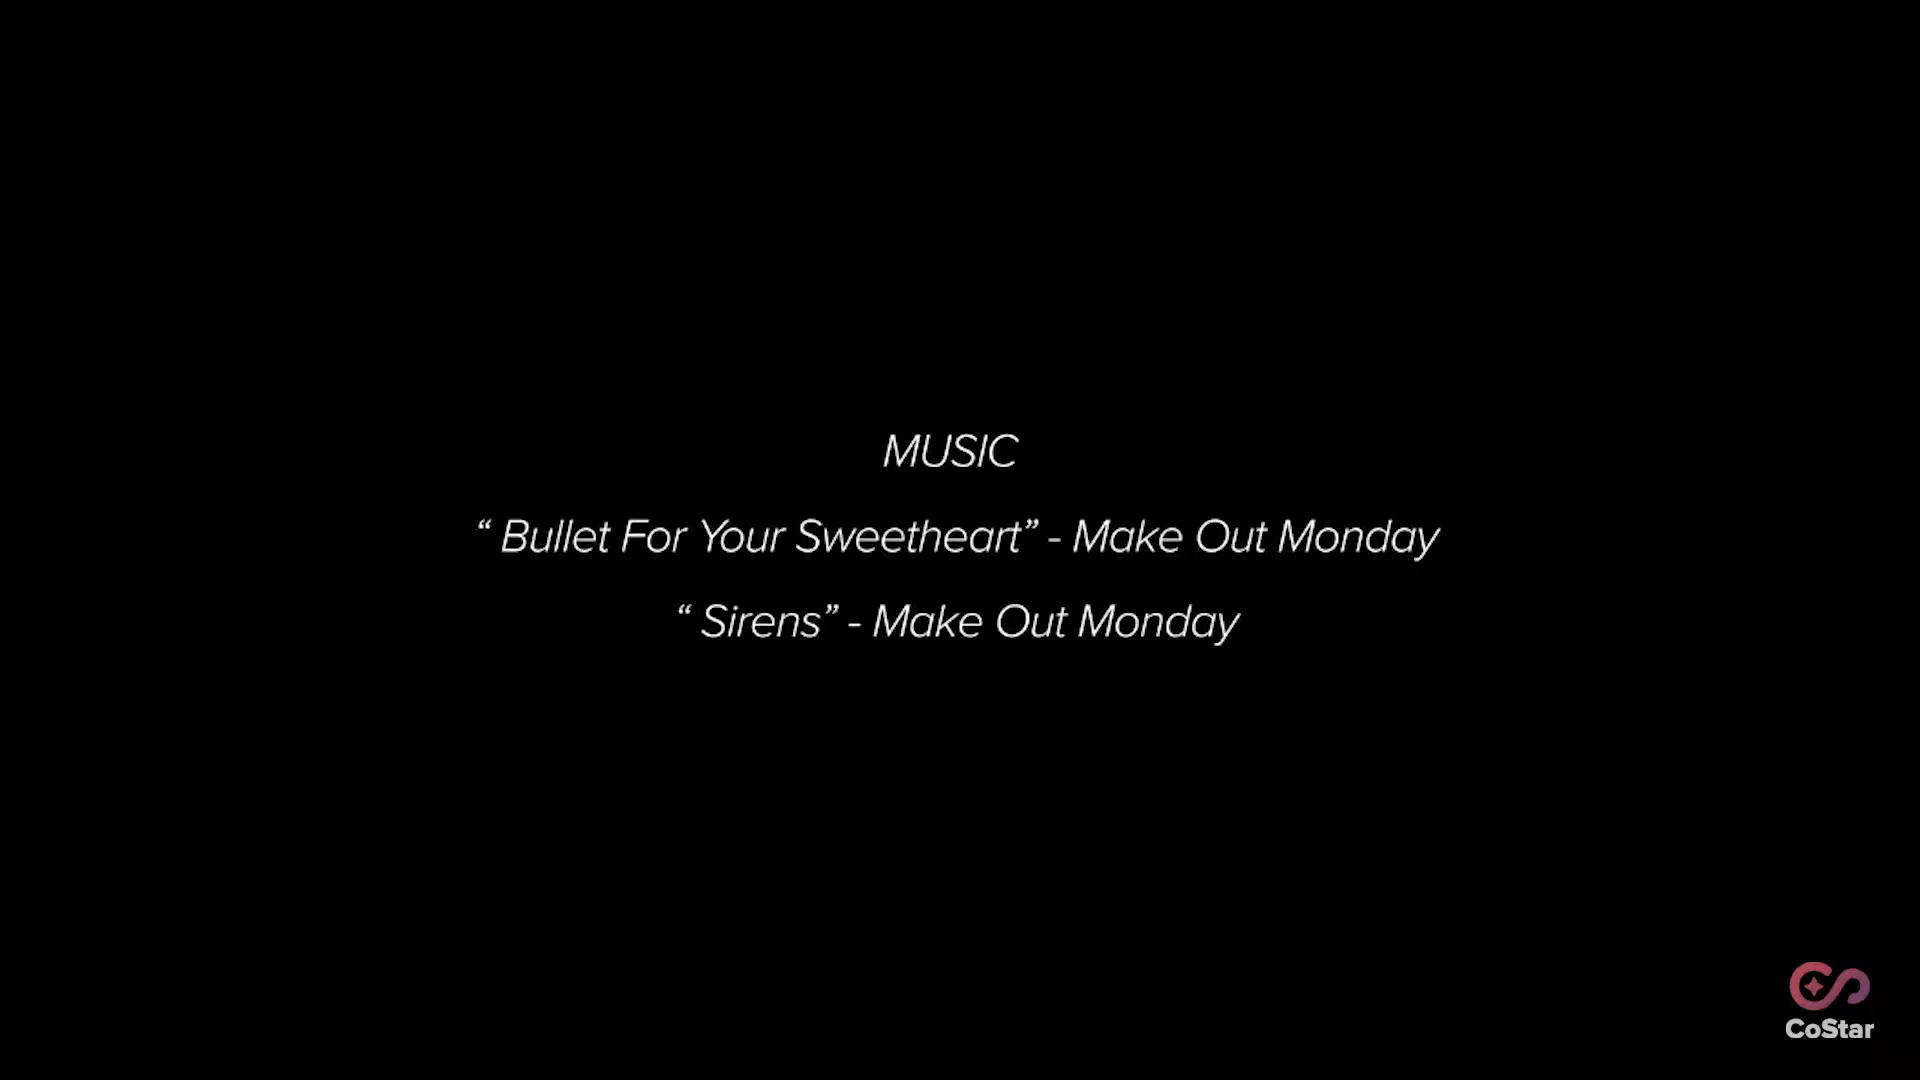 MUSIC
“ Bullet For Your Sweetheart” - Make Out Monday
“ Sirens” - Make Out Monday
CoStar